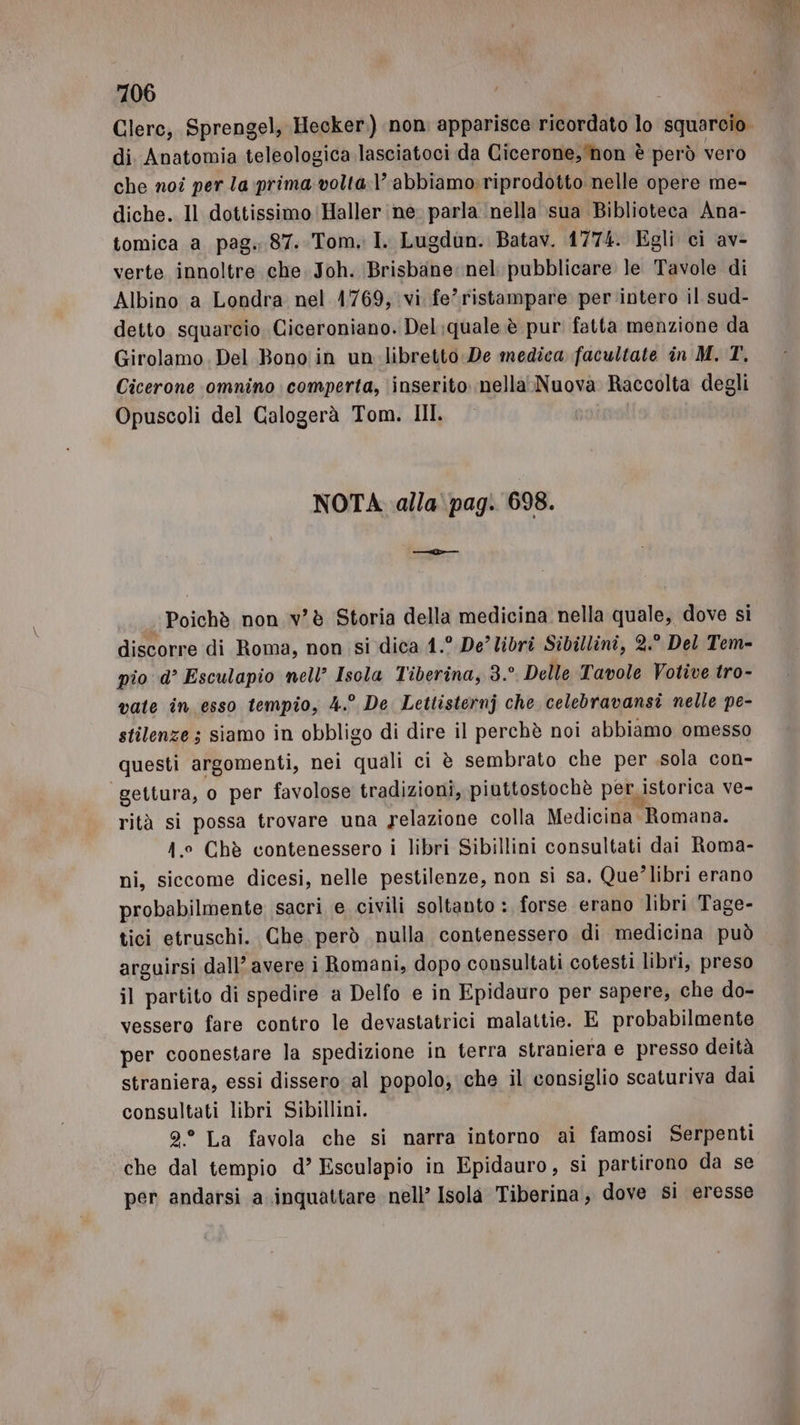 706
Clerc, Sprengel, Hecker) non apparisce ricordato lo squarcio
di Anatomia teleologica lasciatoci da Cicerone, non è però vero
che noi per la prima volta l’abbiamo riprodotto nelle opere me-
diche. Il dottissimo Haller ne parla nella sua Biblioteca Ana-
tomica a pag. 87. Tom. I. Lugdun. Batav. 1774. Egli ci av-
verte innoltre che Joh. Brisbane nel pubblicare le Tavole di
Albino a Londra nel 1769, vi fe’ ristampare per intero il sud-
detto squarcio Ciceroniano. Del quale è pur fatta menzione da
Girolamo Del Bono in un libretto De medica facultate in M. T.
Cicerone omnino comperta, inserito nella Nuova Raccolta degli
Opuscoli del Calogerà Tom. III.
NOTA alla pag. 698.
Poichè non v’è Storia della medicina nella quale, dove si
discorre di Roma, non si dica 1.° De’ libri Sibillini, 2.° Del Tem-
pio d’ Esculapio nell’ Isola Tiberina, 3.° Delle Tavole Votive tro-
vate in esso tempio, 4.° De Lettisternj che celebravansi nelle pe-
stilenze; siamo in obbligo di dire il perchè noi abbiamo omesso
questi argomenti, nei quali ci è sembrato che per sola con-
gettura, o per favolose tradizioni, piuttostochè per istorica ve-
rità si possa trovare una relazione colla Medicina Romana.
1.° Chè contenessero i libri Sibillini consultati dai Roma-
ni, siccome dicesi, nelle pestilenze, non si sa. Que’ libri erano
probabilmente sacri e civili soltanto: forse erano libri Tage-
tici etruschi. Che però nulla contenessero di medicina può
arguirsi dall’ avere i Romani, dopo consultati cotesti libri, preso
il partito di spedire a Delfo e in Epidauro per sapere, che do-
vessero fare contro le devastatrici malattie. E probabilmente
per coonestare la spedizione in terra straniera e presso deità
straniera, essi dissero al popolo, che il consiglio scaturiva dai
consultati libri Sibillini.
2.° La favola che si narra intorno ai famosi Serpenti
che dal tempio d’ Esculapio in Epidauro, si partirono da se
per andarsi a inquattare nell’ Isola Tiberina, dove si eresse